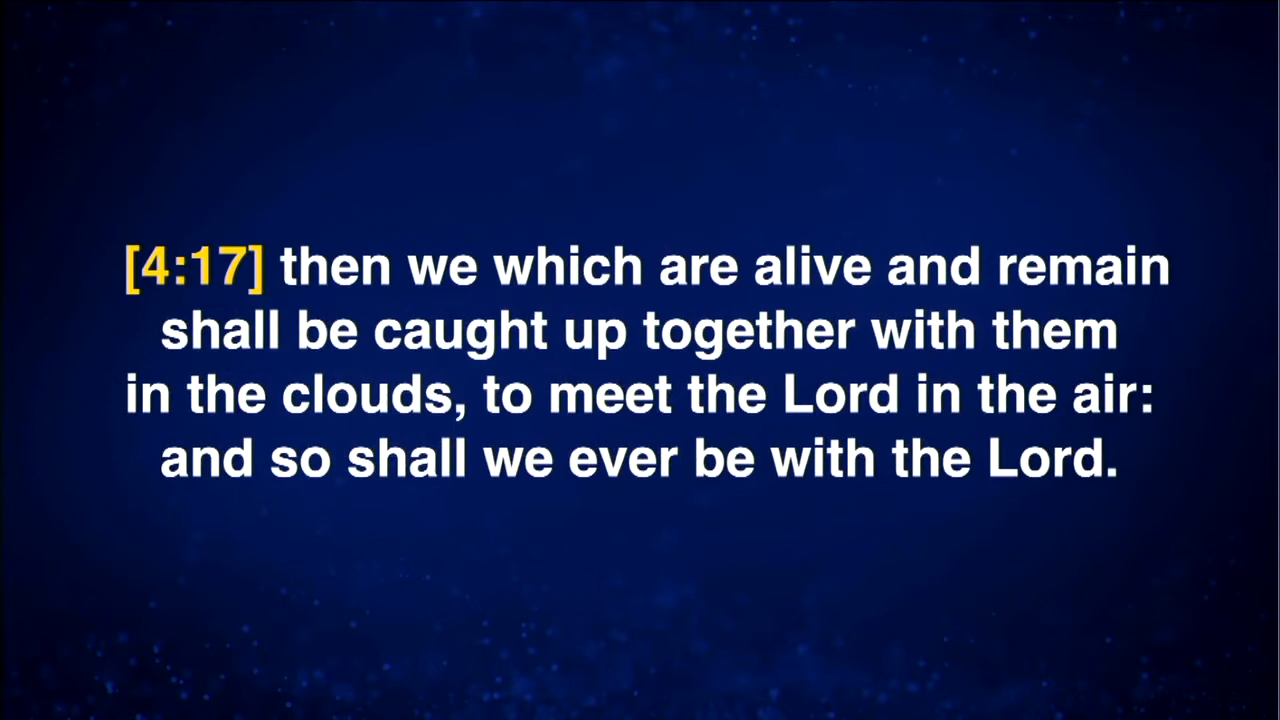 [4:17] then we which are alive and remain
shall be caught up together with them
in the clouds, to meet the Lord in the air:
and so shall we ever be with the Lord.